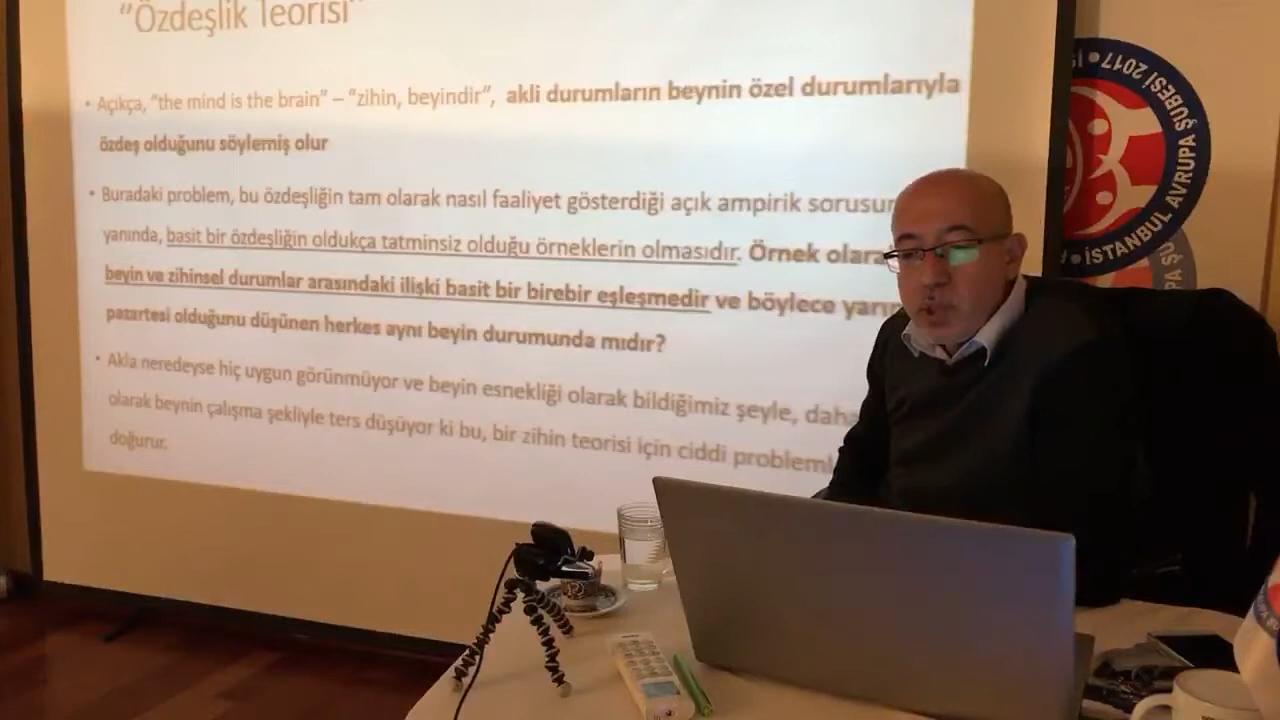 “Özdeşlik Teorisi”
• Açıkça, “the mind is the brain” – “zihin, beyindir”, akli durumların beynin özel durumlarıyla
özdeş olduğunu söylemiş olur
• Buradaki problem, bu özdeşliğin tam olarak nasıl faaliyet gösterdiği açık ampirik
yanında, basit bir özdeşliğin oldukça tatminsiz olduğu örneklerin olmasıdır. Örnek
beyin ve zihinsel durumlar arasındaki ilişki basit bir birebir eşleşmedir ve böylece
pazartesi olduğunu düşünen herkes aynı beyin durumunda mıdır?
• Akla neredeyse hiç uygun görünmüyor ve beyin esnekliği olarak bildiğimiz şeyle, daha
olarak beynin çalışma şekliyle ters düşüyor ki bu, bir zihin teorisi için ciddi
doğurur.
• İSTANBUL AVRUPA ŞUBESİ 2017 •